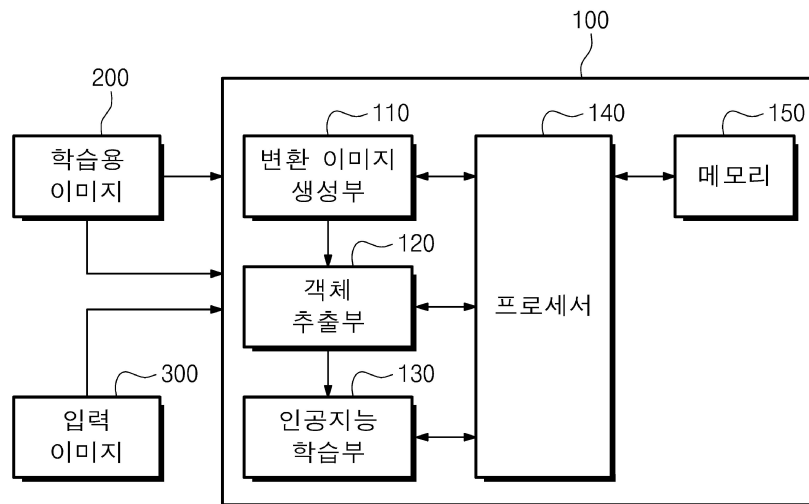 100
200
110
140
150
학습용
이미지
변환 이미지
생성부
메모리
120
객체
추출부
프로세서
300
130
입력
이미지
인공지능
학습부